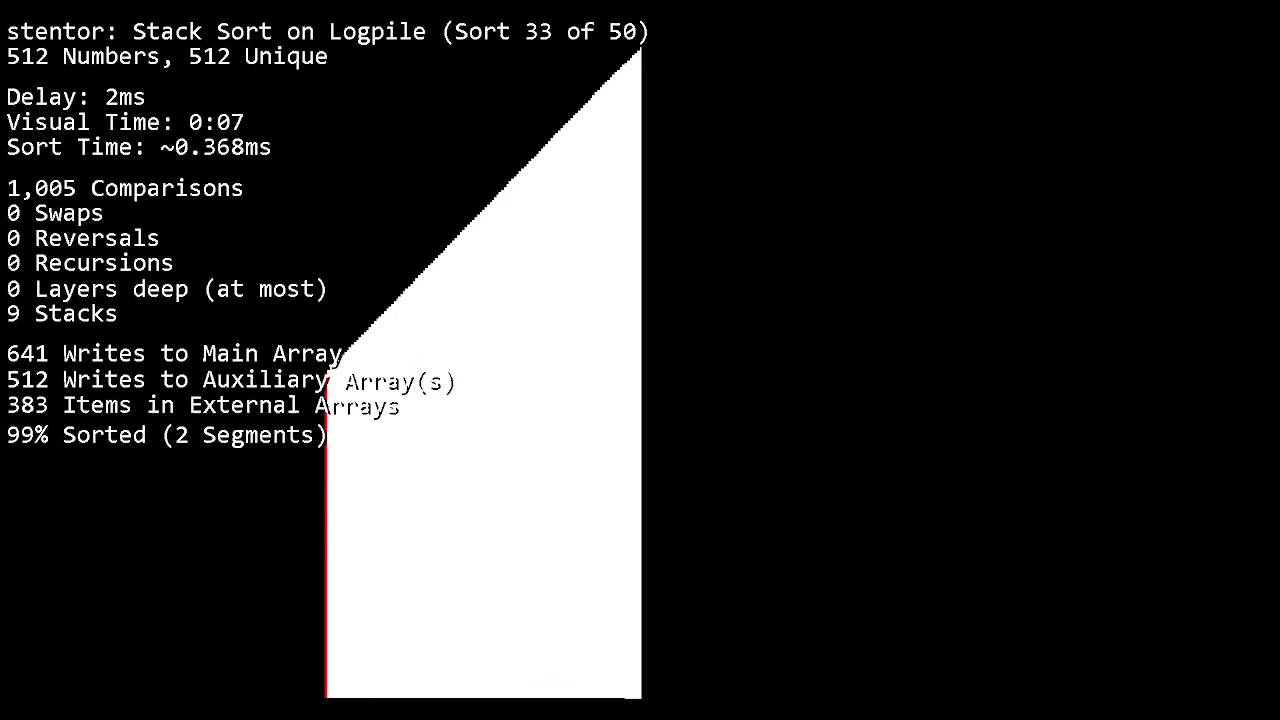 stentor: Stack Sort on Logpile (Sort 33 of 50)
512 Numbers, 512 Unique
Delay: 2ms
Visual Time: 0:07
Sort Time: ~0.368ms
1,005 Comparisons
0 Swaps
0 Reversals
0 Recursions
0 Layers deep (at most)
9 Stacks
641 Writes to Main Array
512 Writes to Auxiliary Array(s)
383 Items in External Arrays
99% Sorted (2 Segments)